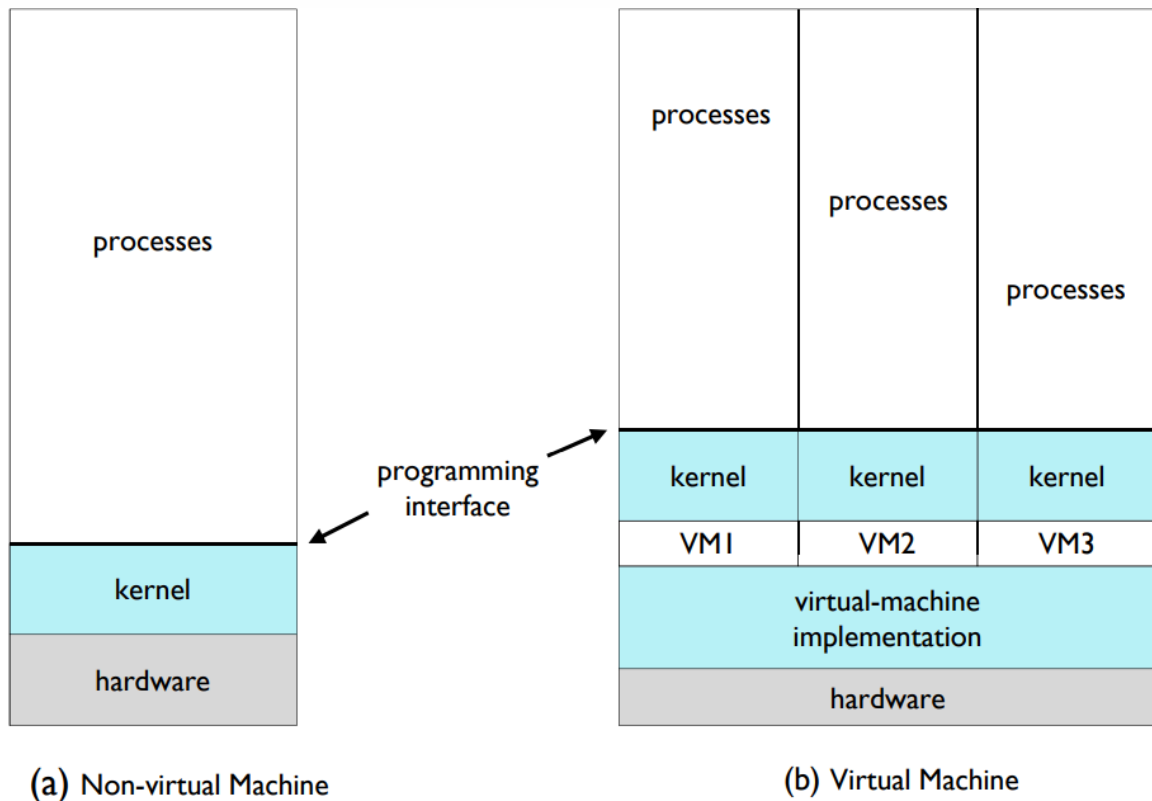 processes
programming
interface
kernel
hardware
(a) Non-virtual Machine
processes
processes
processes
kernel
kernel
kernel
VM1
VM2
VM3
virtual-machine
implementation
hardware
(b) Virtual Machine